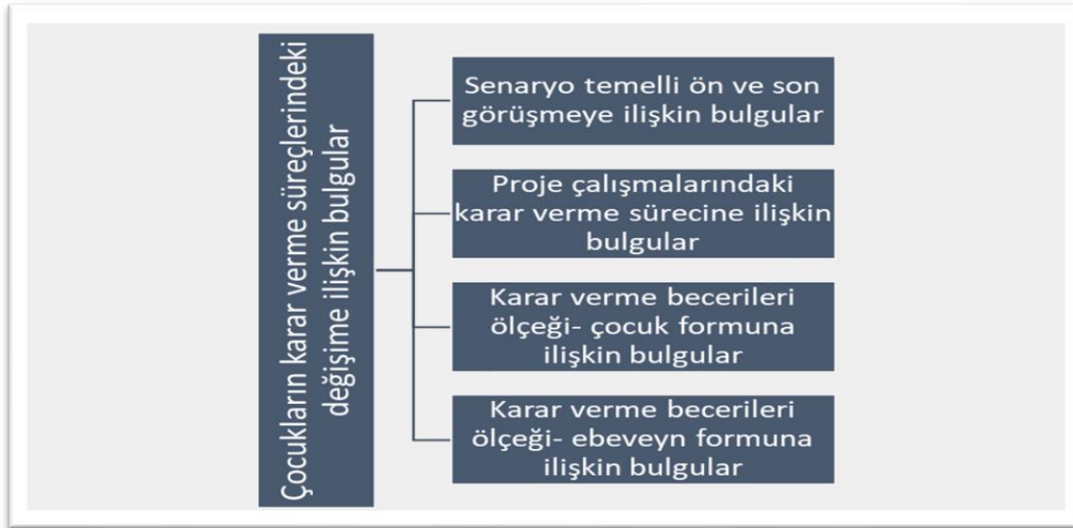 Çocukların karar verme süreçlerindeki
değişime ilişkin bulgular
Senaryo temelli ön ve son
görüşmeye ilişkin bulgular
Proje çalışmalarındaki
karar verme sürecine ilişkin
bulgular
Karar verme becerileri
ölçeği- çocuk formuna
ilişkin bulgular
Karar verme becerileri
ölçeği- ebeveyn formuna
ilişkin bulgular